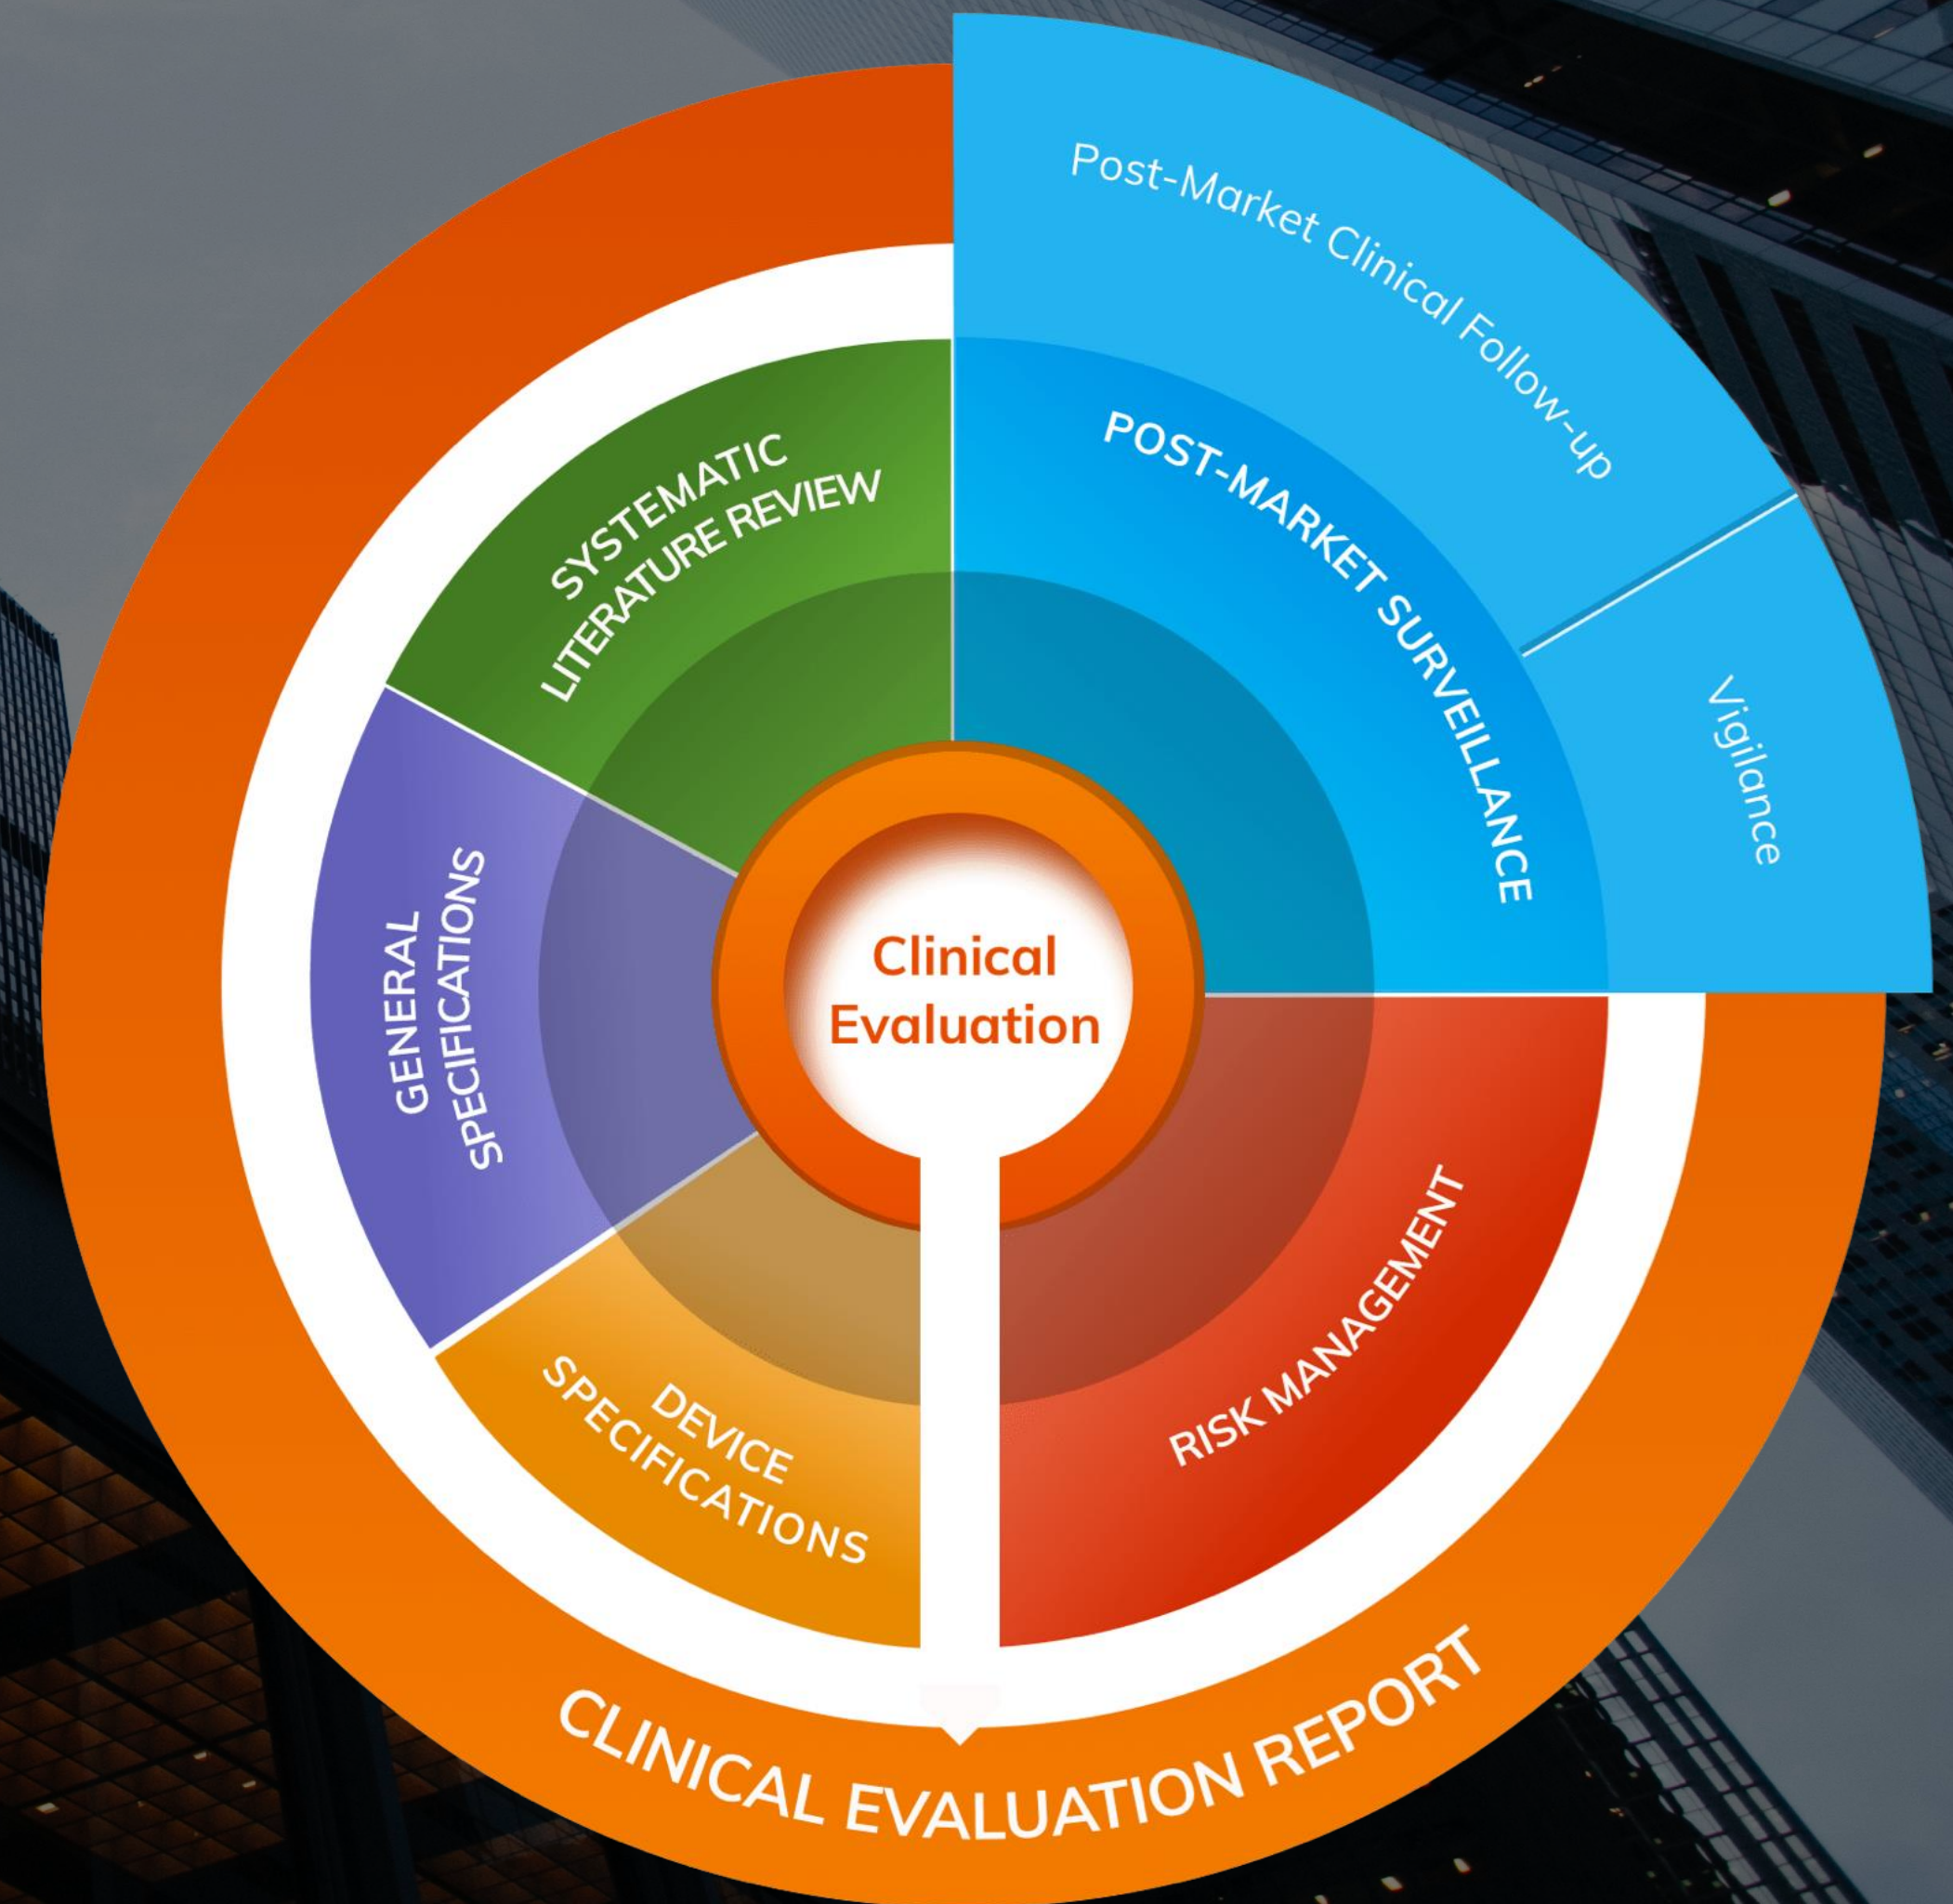 Post-Market Clinical Follow-up
POST-MARKET SURVEILLANCE
Vigilance
SYSTEMATIC
LITERATURE REVIEW
GENERAL
SPECIFICATIONS
Clinical
Evaluation
DEVICE
SPECIFICATIONS
RISK MANAGEMENT
CLINICAL EVALUATION REPORT